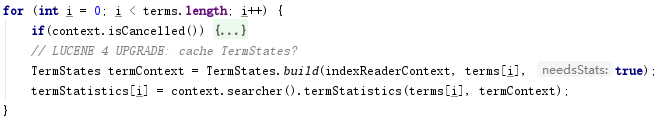 for (int i = 0; i < terms.length; i++) {
if(context.isCancelled()) {...}
// LUCENE 4 UPGRADE: cache TermStates?
TermStates termContext = TermStates.build(indexReaderContext, terms[i], needsStats: true);
termStatistics[i] = context.searcher().termStatistics(terms[i], termContext);
}